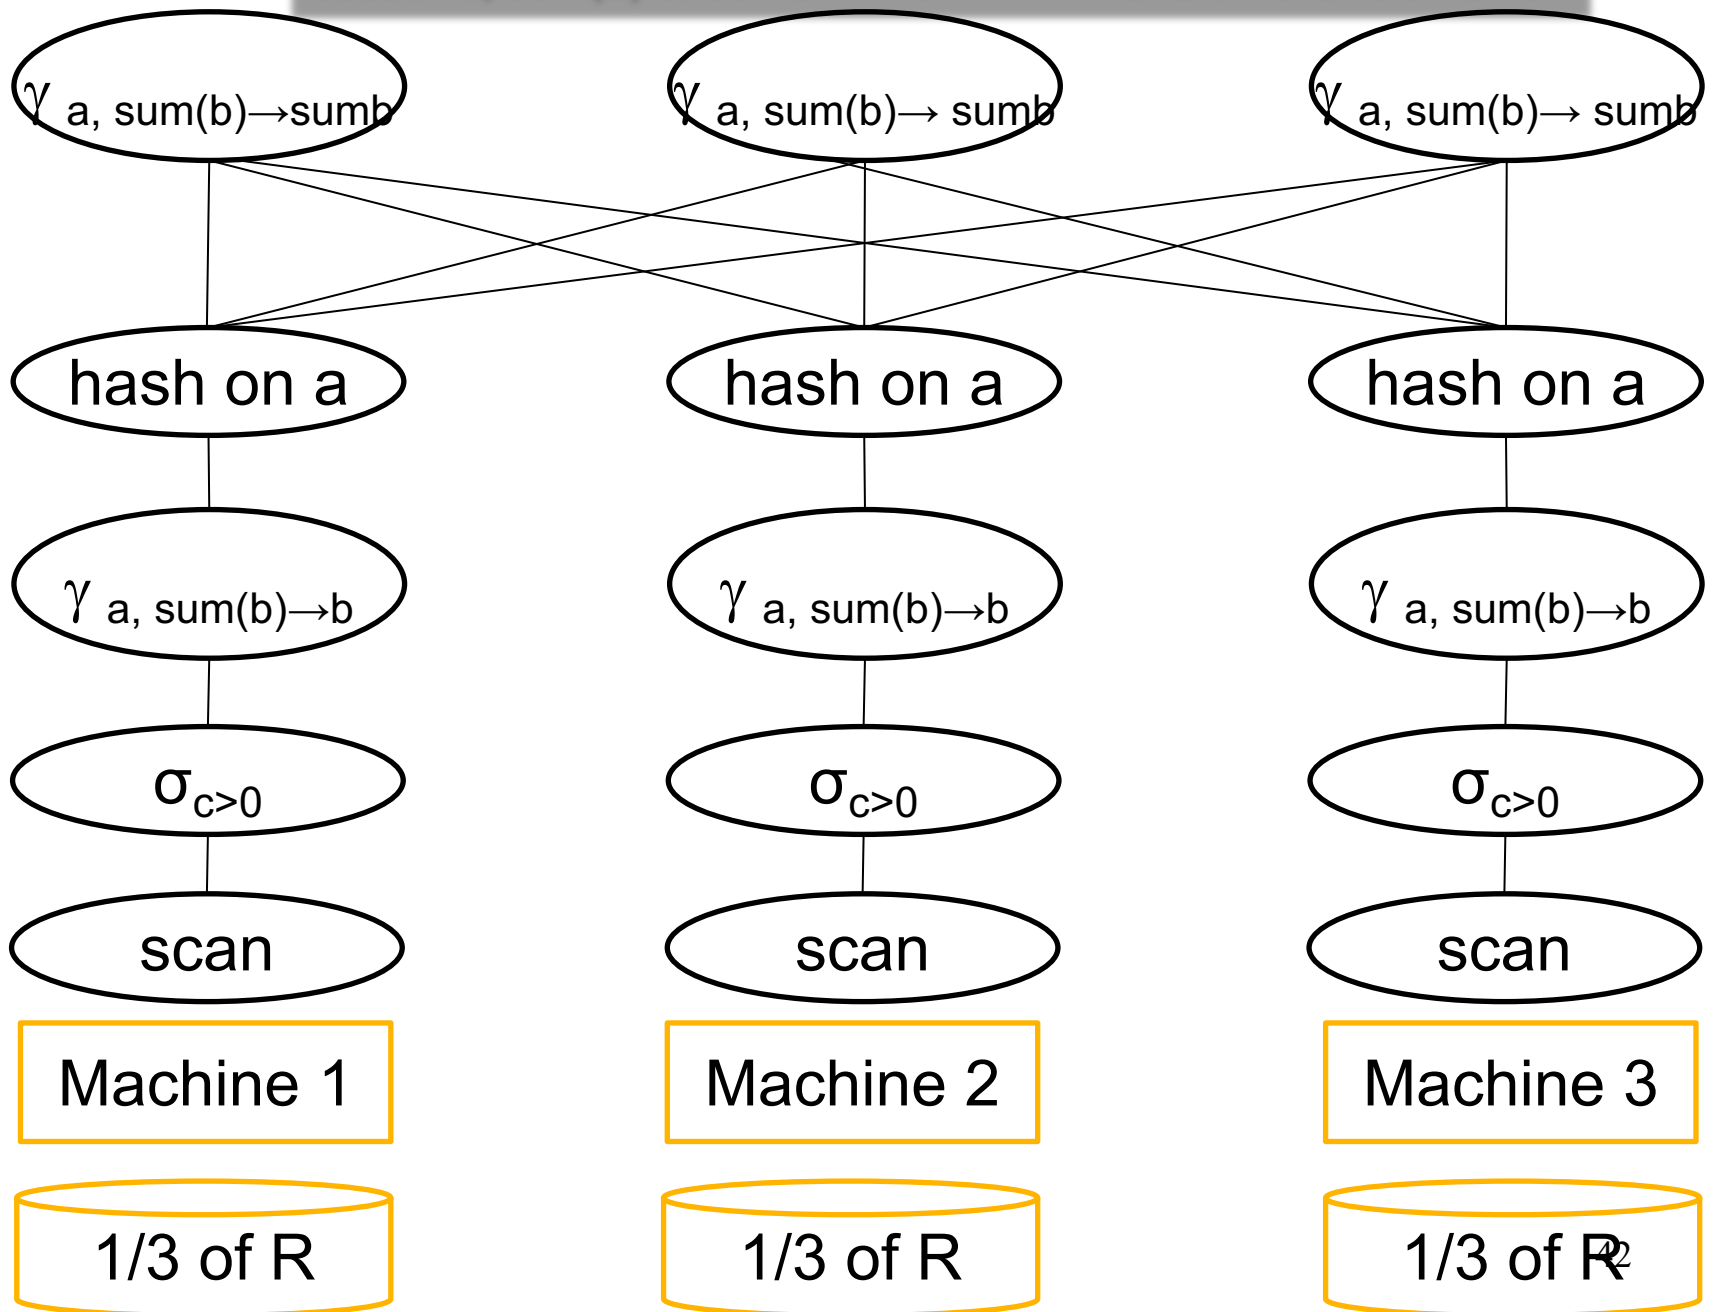 γ a, sum(b)→sumb γ a, sum(b)→ sumb γ a, sum(b)→ sumb
hash on a hash on a hash on a
γ a, sum(b)→b γ a, sum(b)→b γ a, sum(b)→b
σc>0 σc>0 σc>0
scan scan scan
Machine 1 Machine 2 Machine 3
1/3 of R 1/3 of R 1/3 of R
42